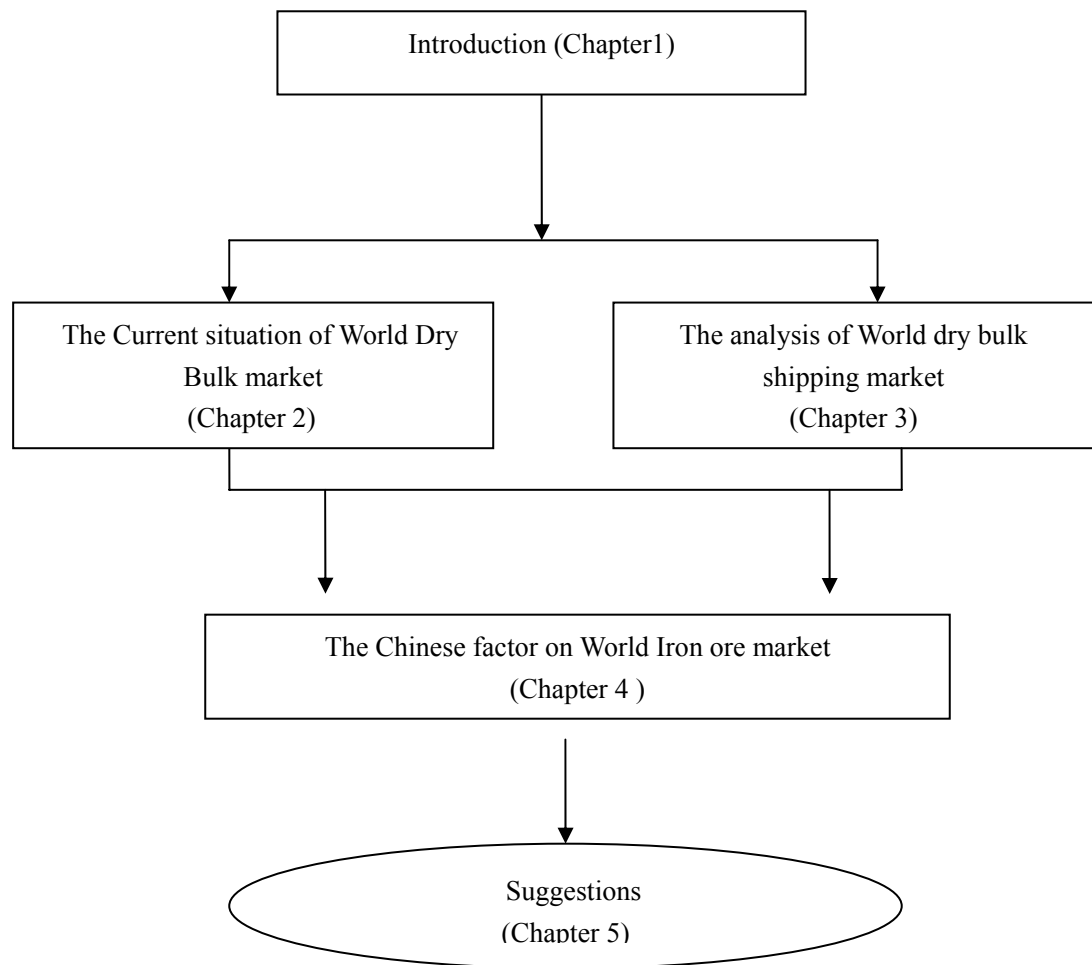 Introduction (Chapter1)
The Current situation of World Dry
Bulk market
(Chapter 2)
The analysis of World dry bulk
shipping market
(Chapter 3)
The Chinese factor on World Iron ore market
(Chapter 4 )
Suggestions
(Chapter 5)